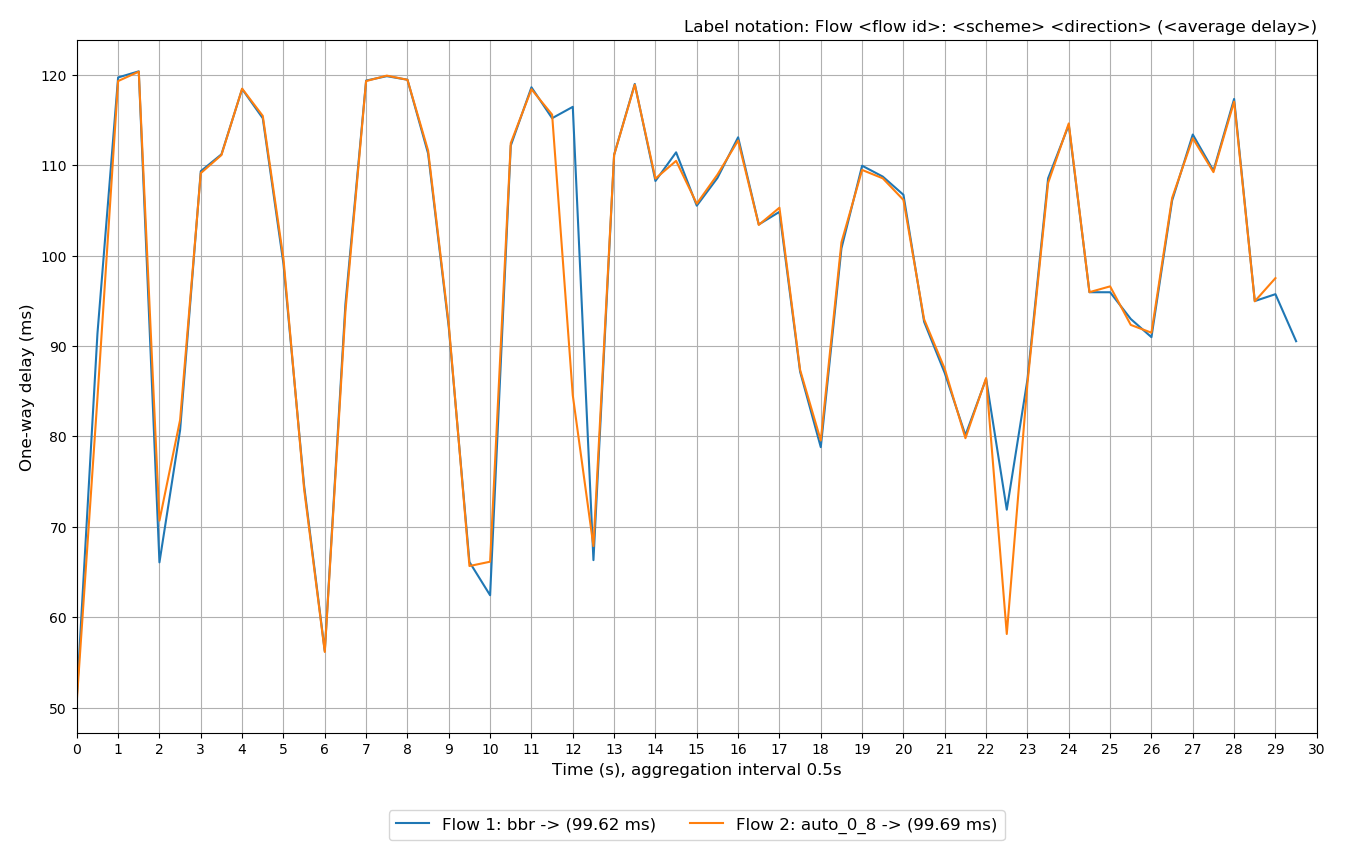 Label notation: Flow <flow id>: <scheme> <direction> (<average delay>)
120
110
100
90
80
70
60
50
One-way delay (ms)
0 1 2 3 4 5 6 7 8 9 10 11 12 13 14 15 16 17 18 19 20 21 22 23 24 25 26 27 28 29 30
Time (s), aggregation interval 0.5s
Flow 1: bbr -> (99.62 ms) Flow 2: auto_0_8 -> (99.69 ms)